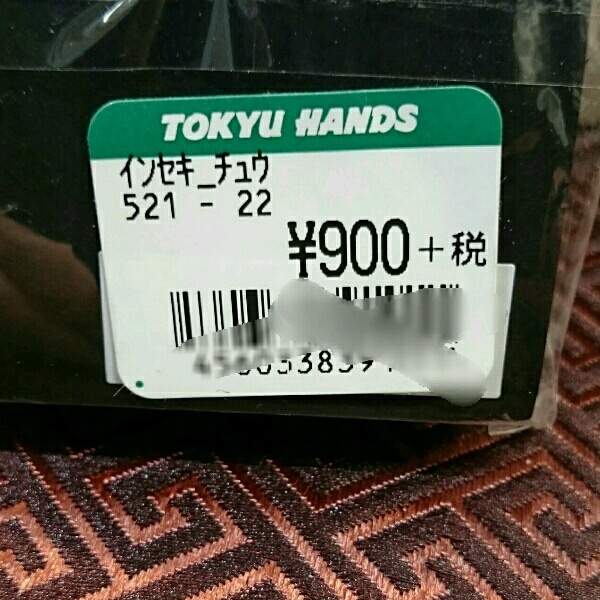 TOKYU HANDS
ｲﾝｾｷ_ﾁｭｳ
521 - 22
¥900+税